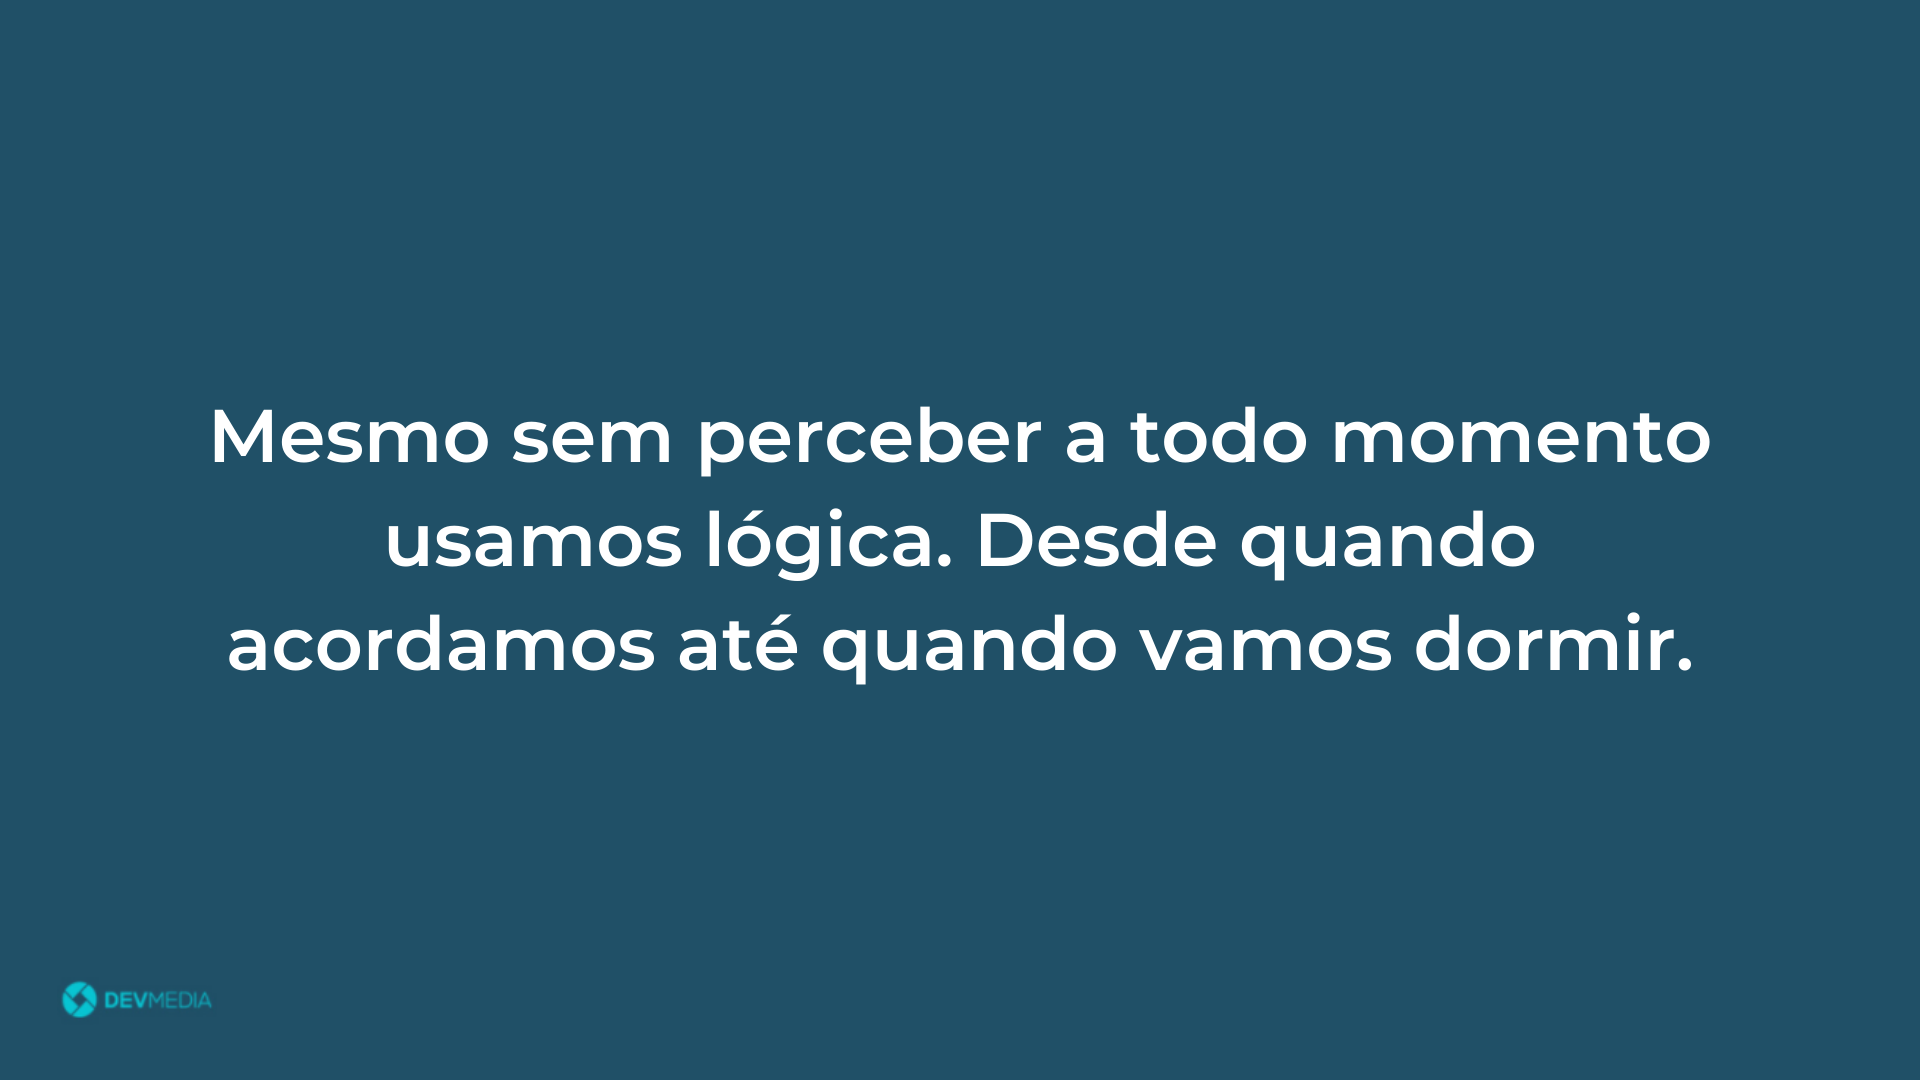 Mesmo sem perceber a todo momento
usamos lógica. Desde quando
acordamos até quando vamos dormir.
DEVMEDIA